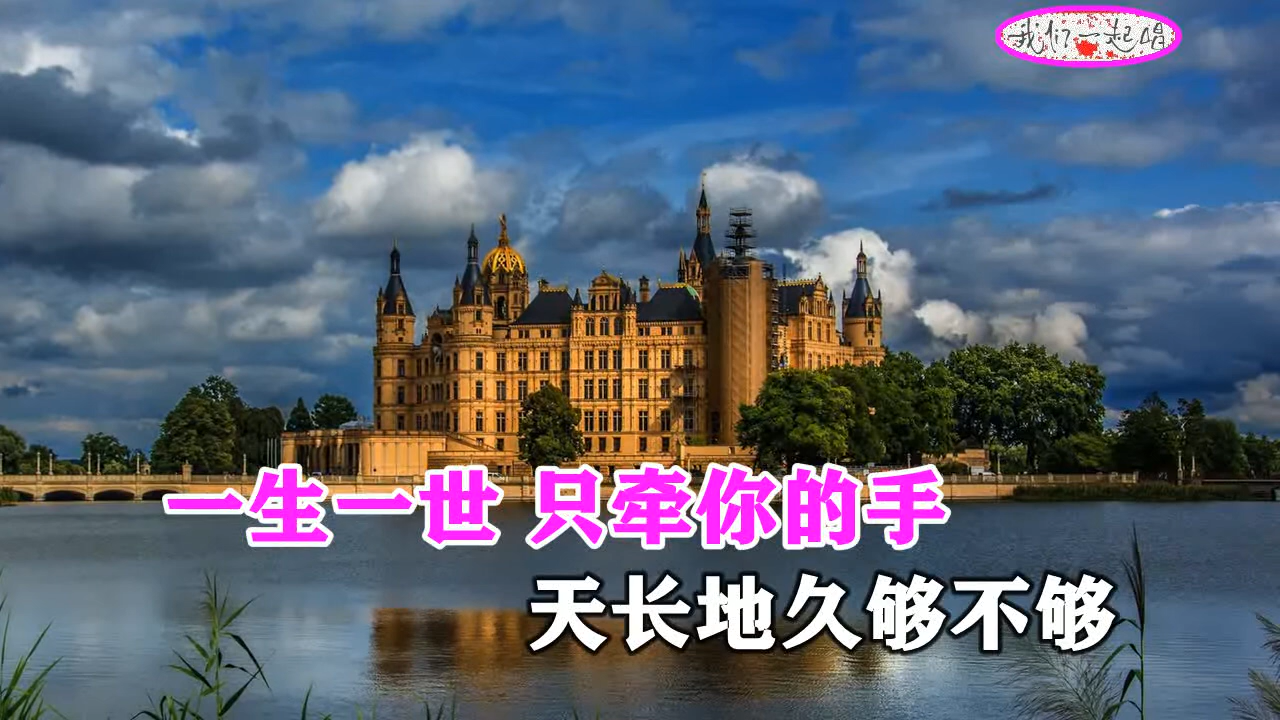 我们一起唱
一生一世 只牵你的手
天长地久够不够